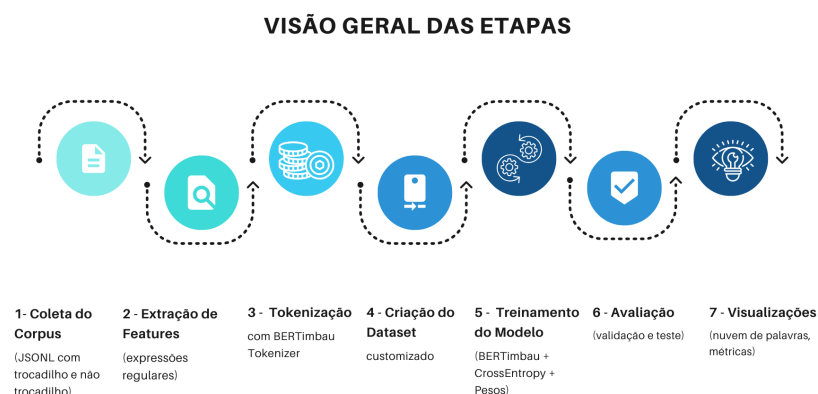 VISÃO GERAL DAS ETAPAS
1- Coleta do
Corpus
(JSONL com
trocadilho e não
trocadilho)
2 - Extração de
Features
(expressões
regulares)
3 - Tokenização
com BERTimbau
Tokenizer
4 - Criação do
Dataset
customizado
5 - Treinamento
do Modelo
(BERTimbau +
CrossEntropy +
Pesos)
6 - Avaliação
(validação e teste)
7 - Visualizações
(nuvem de palavras,
métricas)